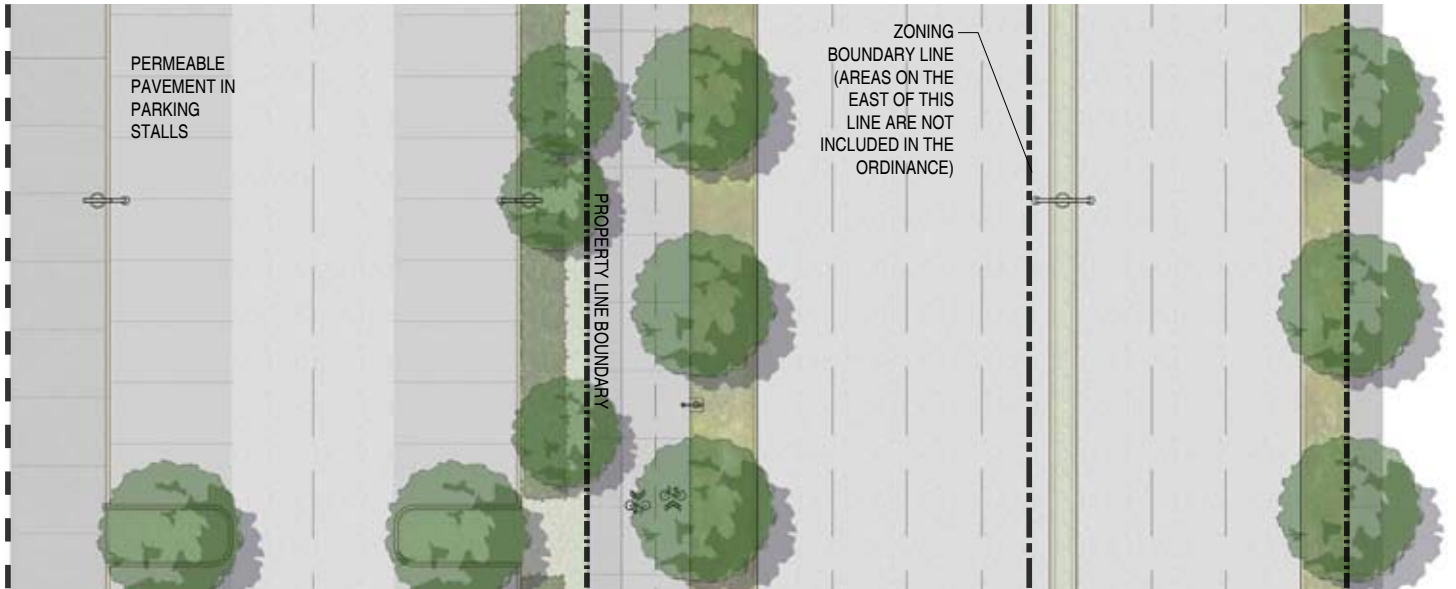 PERMEABLE
PAVEMENT IN
PARKING
STALLS
PROPERTY LINE BOUNDARY
ZONING
BOUNDARY LINE
(AREAS ON THE
EAST OF THIS
LINE ARE NOT
INCLUDED IN THE
ORDINANCE)